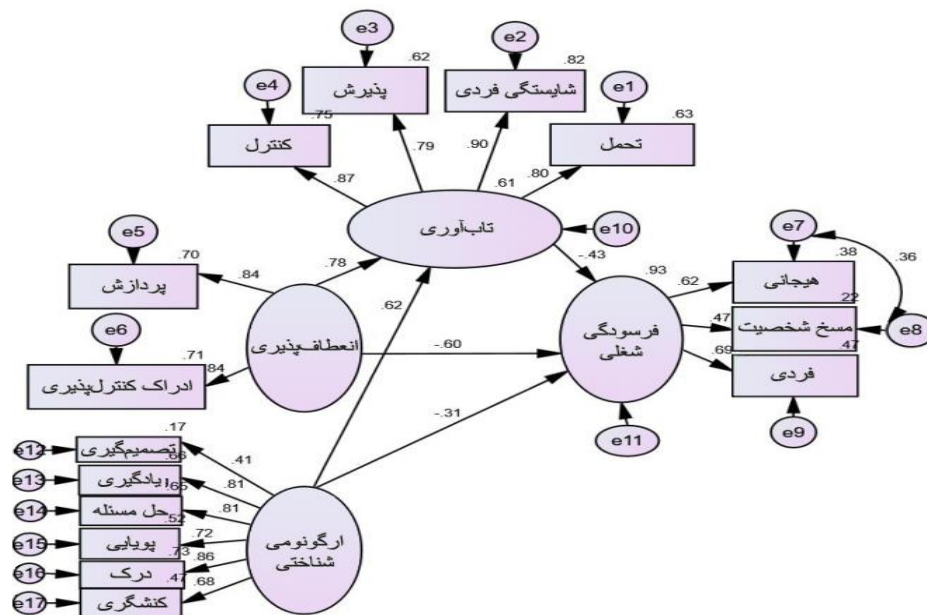 e3
.62
پذیرش
e2
.82
شایستگی فردی
e4
.75
کنترل
e1
.63
تحمل
.79
.90
.87
.80
.61
تاب‌آوری
e10
e5
.70
پردازش
.84
.78
e6
.71
ادراک کنترل‌پذیری
.84
انعطاف‌پذیری
.62
-.43
-.60
-.31
.93
فرسودگی
شغلی
e11
e7
.38
هیجانی
.36
.62
.22
مسخ شخصیت
e8
.47
.47
فردی
.69
e9
.17
e12
تصمیم‌گیری
.41
.66
e13
یادگیری
.81
.65
e14
حل مسئله
.81
.52
e15
پویایی
.72
.73
e16
درک
.86
.47
e17
کنشگری
.68
ارگونومی
شناختی